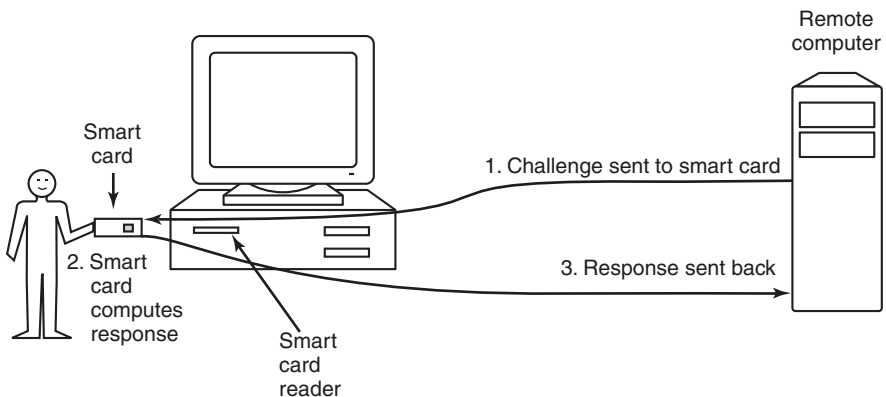 Remote
computer
Smart
card
1. Challenge sent to smart card
2. Smart
card
computes
response
3. Response sent back
Smart
card
reader